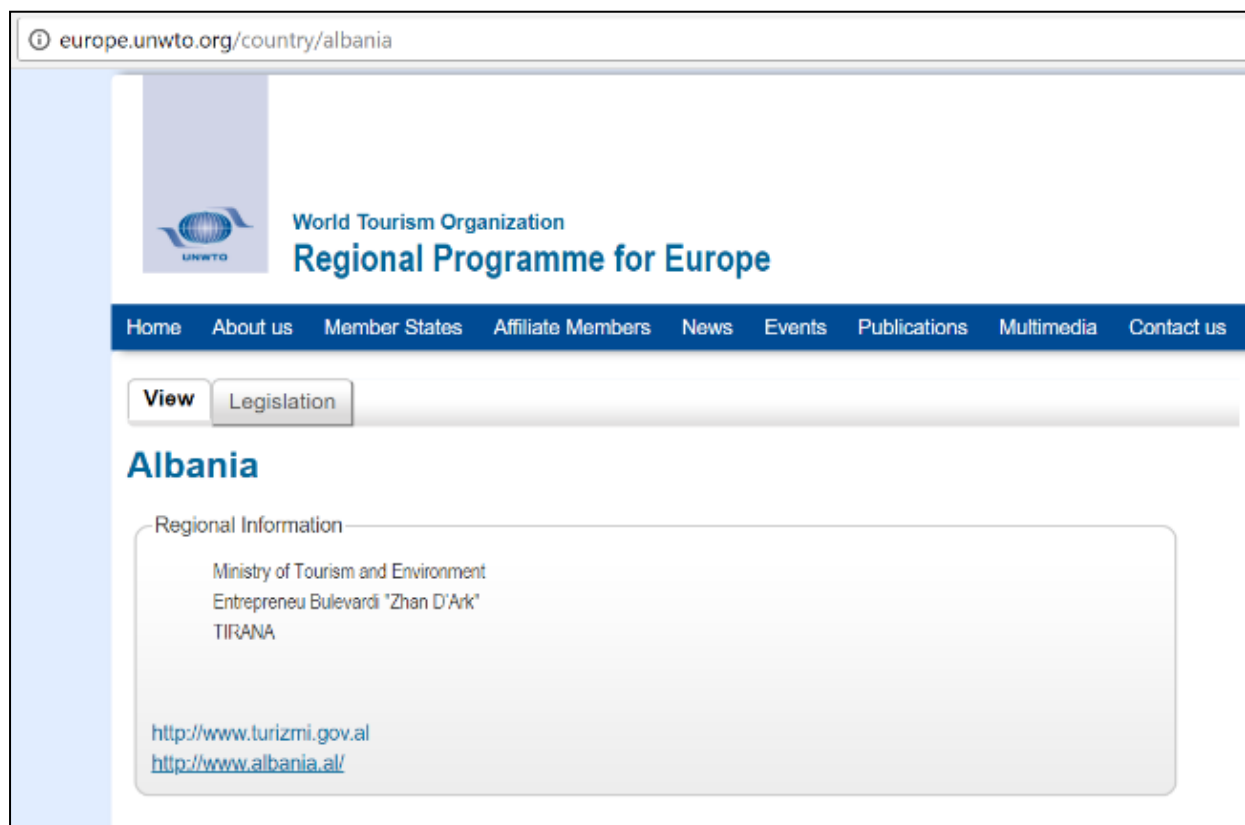 europe.unwto.org/country/albania
UNWTO
World Tourism Organization
Regional Programme for Europe
Home About us Member States Affiliate Members News Events Publications Multimedia Contact us
View Legislation
Albania
Regional Information
Ministry of Tourism and Environment
Entrepreneu Bulevardi "Zhan D'Ark"
TIRANA
http://www.turizmi.gov.al
http://www.albania.al/